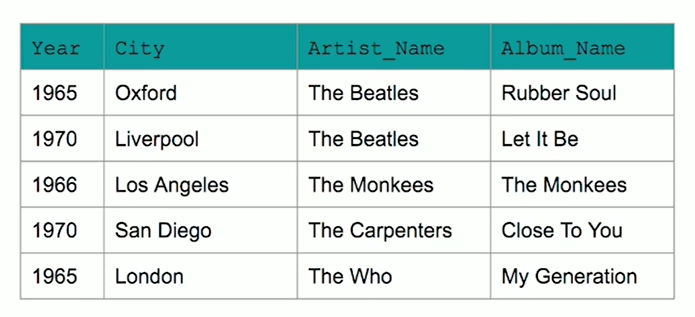 Year City Artist_Name Album_Name
1965 Oxford The Beatles Rubber Soul
1970 Liverpool The Beatles Let It Be
1966 Los Angeles The Monkees The Monkees
1970 San Diego The Carpenters Close To You
1965 London The Who My Generation